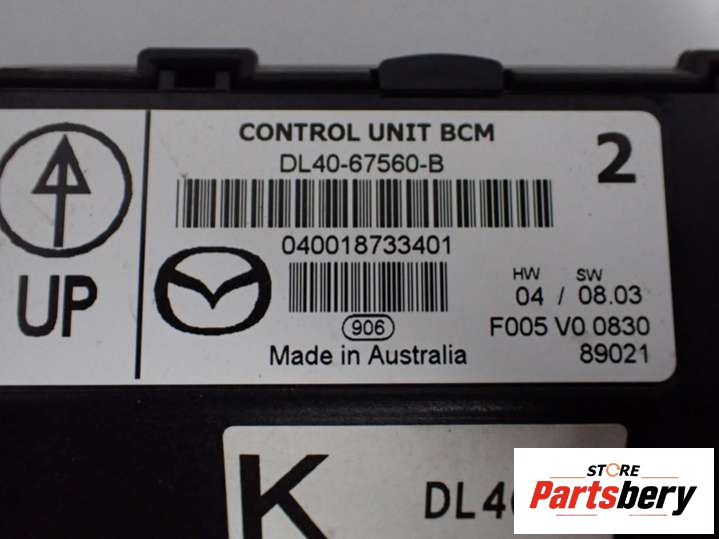 CONTROL UNIT BCM
DL40-67560-B
2
040018733401
HW SW
04 / 08.03
906
F005 V0 0830
Made in Australia
89021
UP
K
STORE
Partsbery